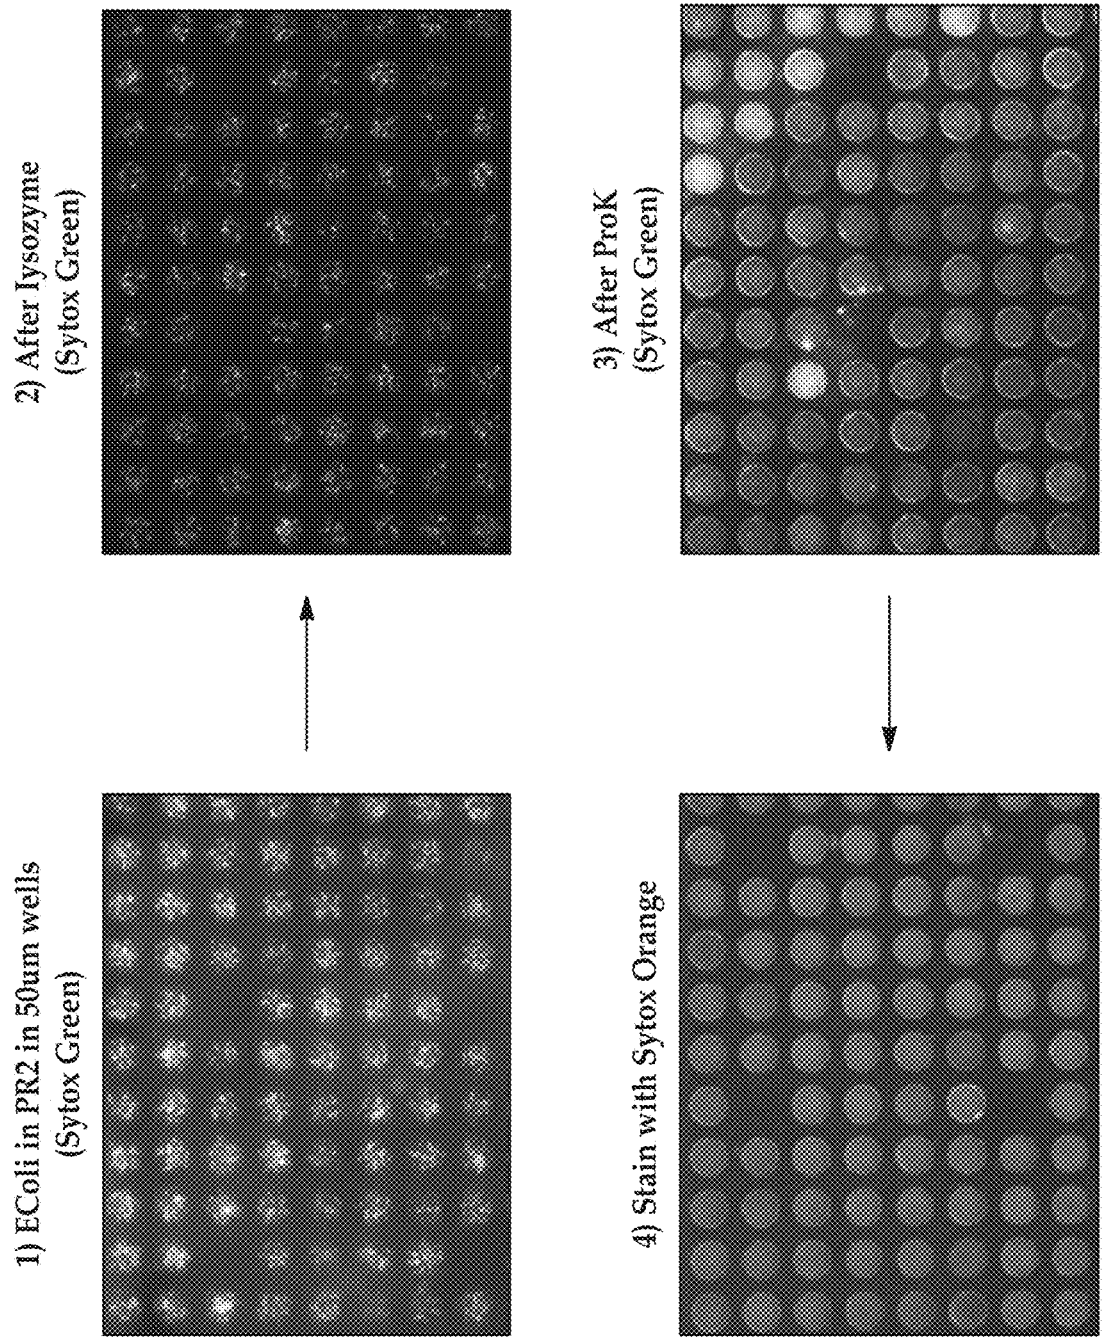 1) EColi in PR2 in 50um wells
(Sytox Green)
2) After lysozyme
(Sytox Green)
3) After ProK
(Sytox Green)
4) Stain with Sytox Orange